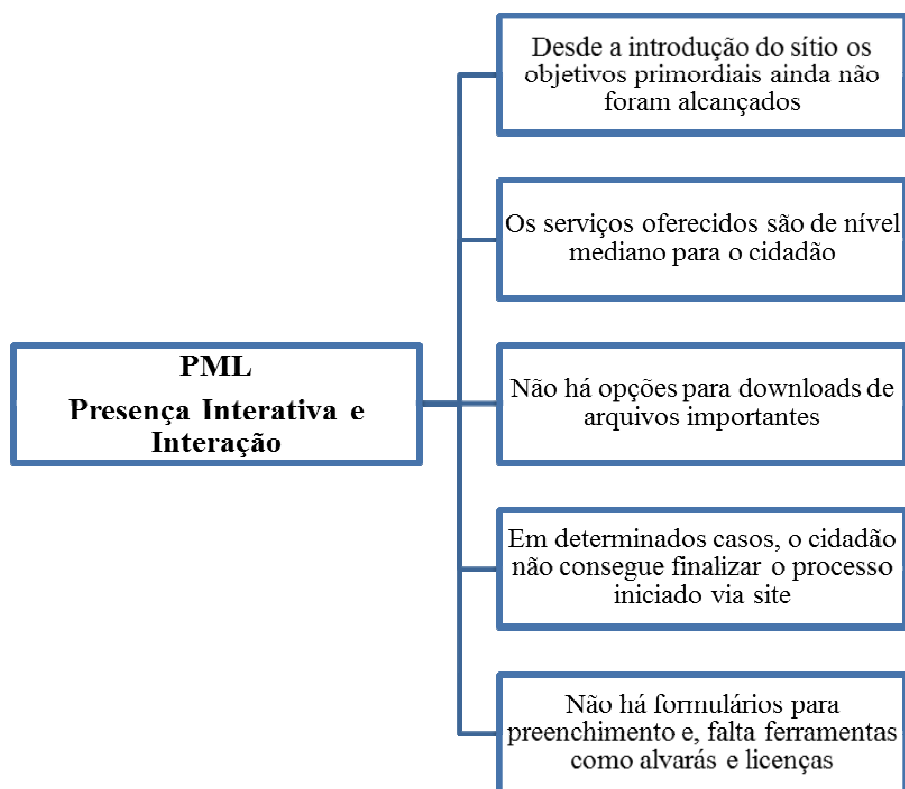 Desde a introdução do sítio os
objetivos primordiais ainda não
foram alcançados
Os serviços oferecidos são de nível
mediano para o cidadão
PML
Presença Interativa e
Interação
Não há opções para downloads de
arquivos importantes
Em determinados casos, o cidadão
não consegue finalizar o processo
iniciado via site
Não há formulários para
preenchimento e, falta ferramentas
como alvarás e licenças